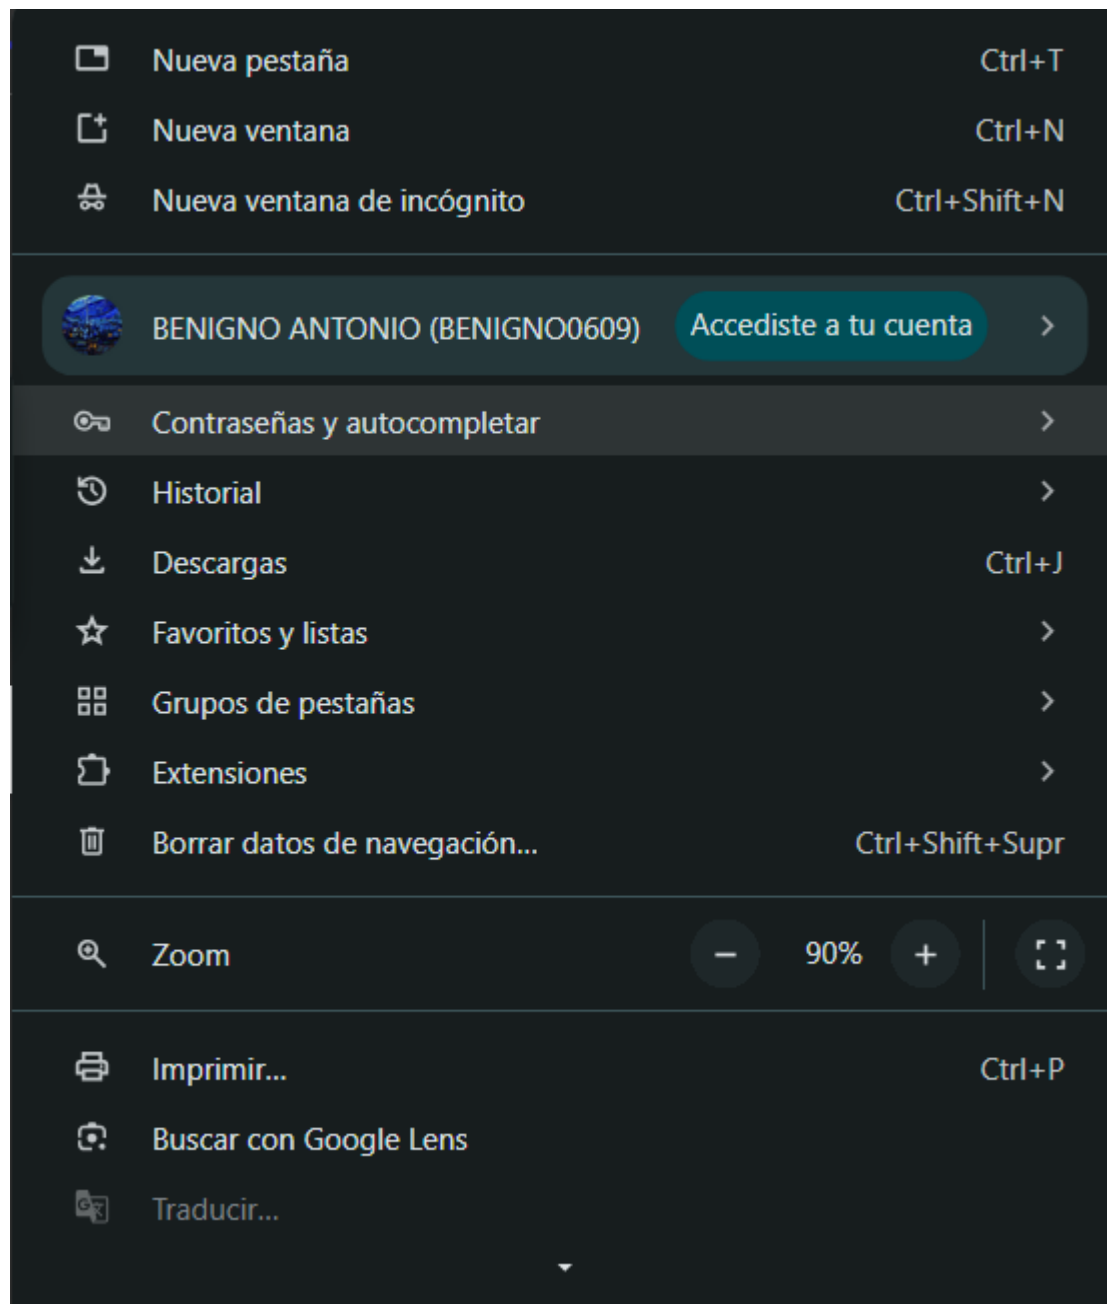 Nueva pestaña Ctrl+T
Nueva ventana Ctrl+N
Nueva ventana de incógnito Ctrl+Shift+N
BENIGNO ANTONIO (BENIGNO0609) Accediste a tu cuenta
Contraseñas y autocompletar
Historial
Descargas Ctrl+J
Favoritos y listas
Grupos de pestañas
Extensiones
Borrar datos de navegación... Ctrl+Shift+Supr
Zoom − 90% +
Imprimir... Ctrl+P
Buscar con Google Lens
Traducir...